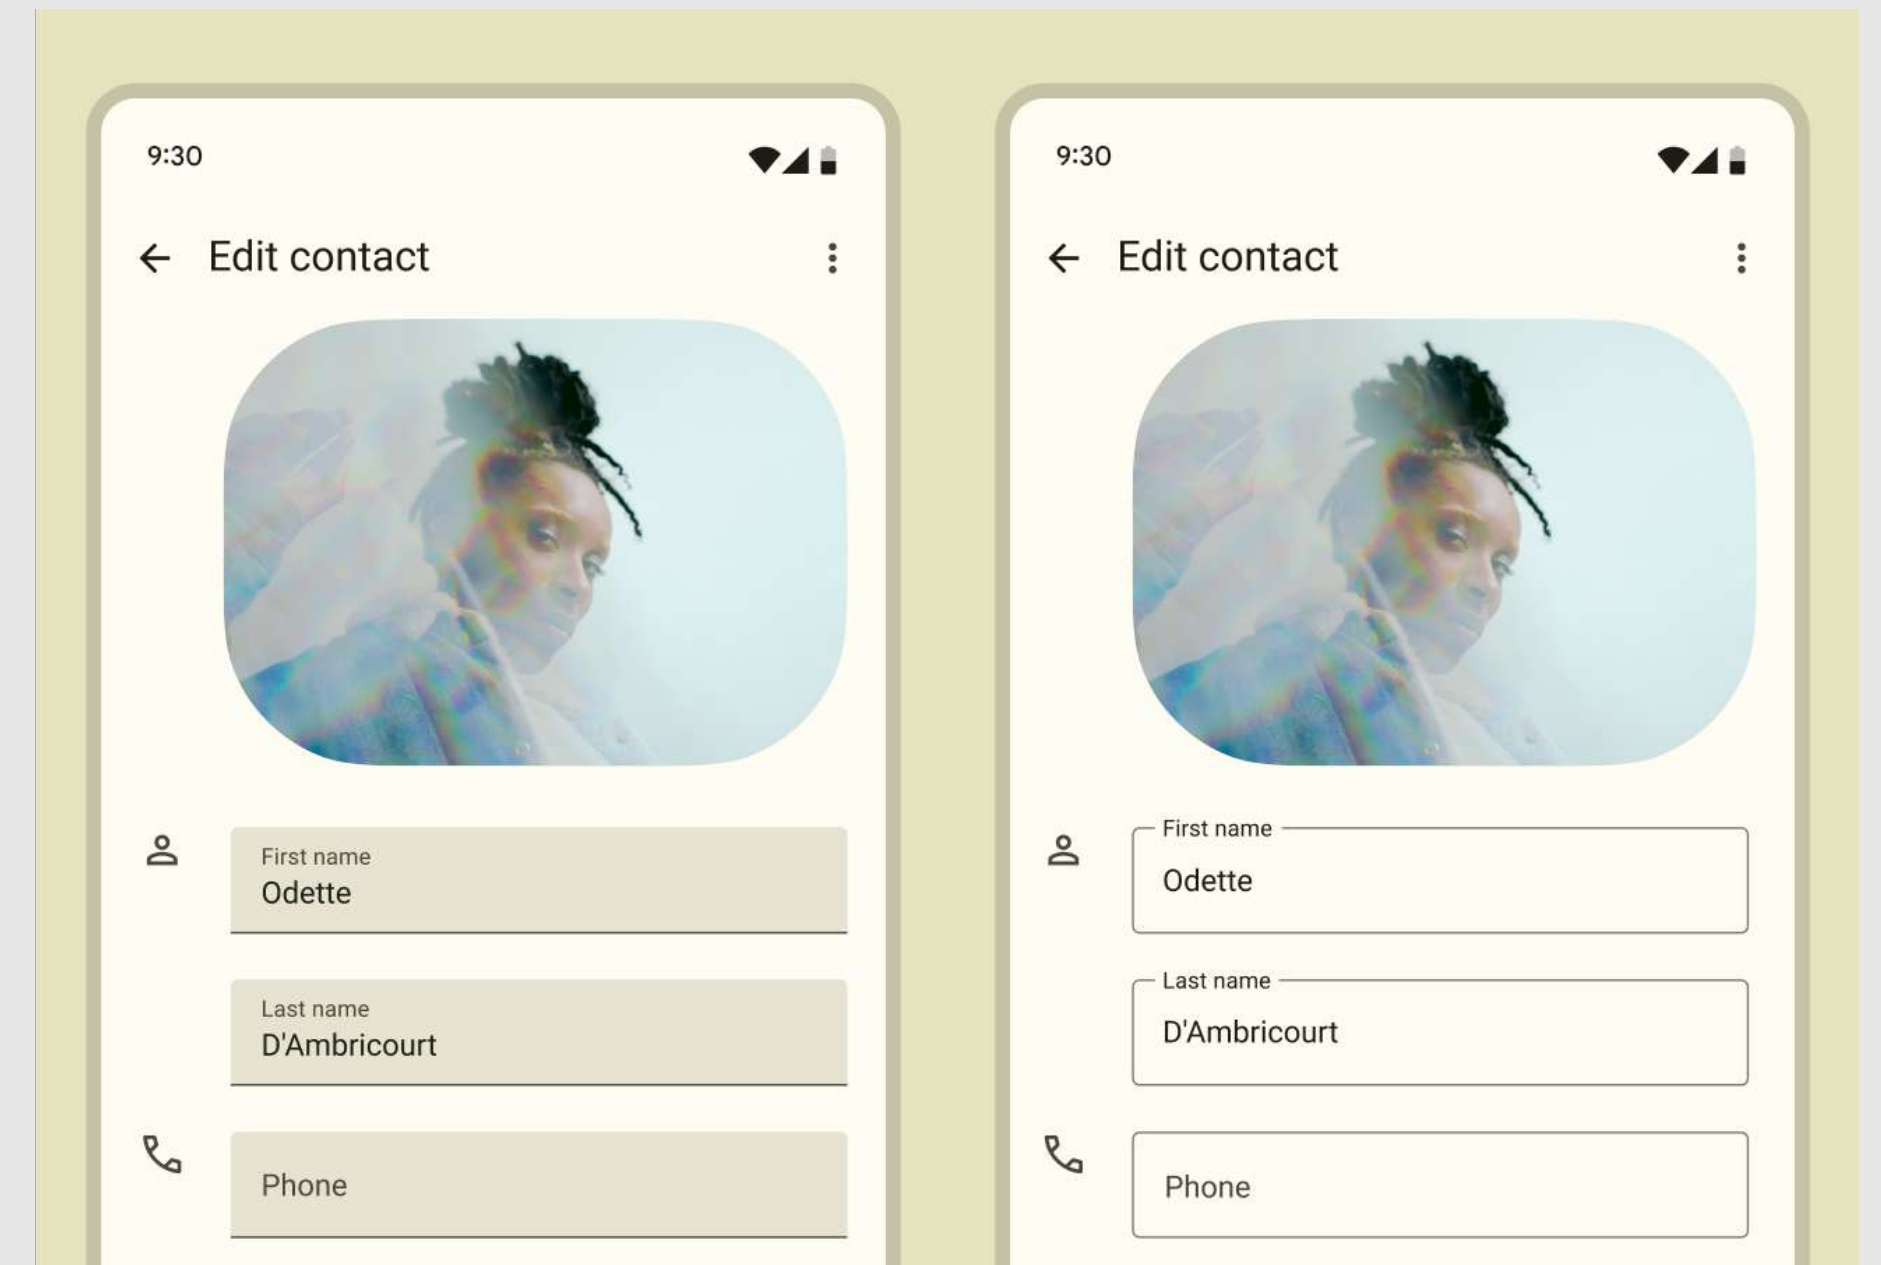 9:30
Edit contact
First name
Odette
Last name
D'Ambricourt
Phone
9:30
Edit contact
First name
Odette
Last name
D'Ambricourt
Phone